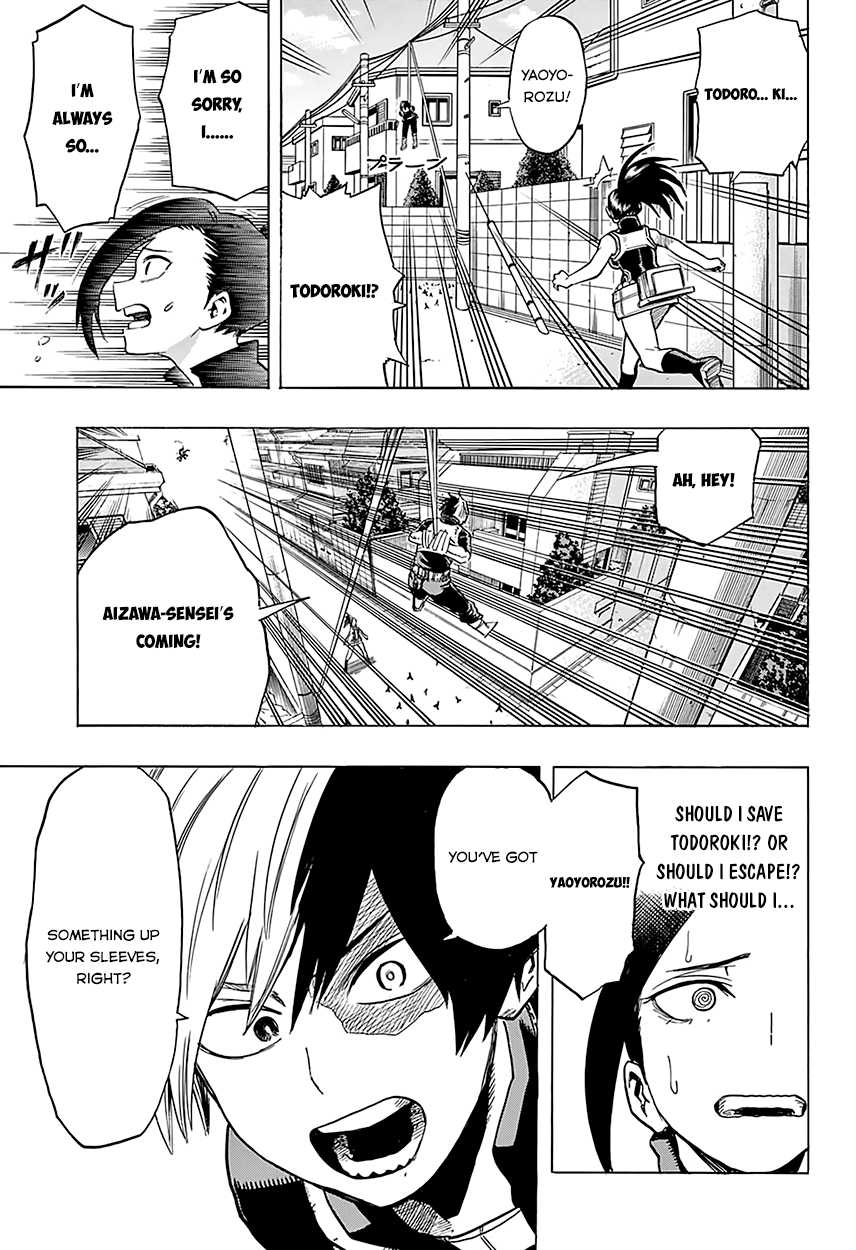 TODORO... KI...
YAOYO-
ROZU!
プラーン
TODOROKI!?
I'M SO
SORRY,
I......
I'M
ALWAYS
SO...
AH, HEY!
AIZAWA-SENSEI'S
COMING!
SHOULD I SAVE
TODOROKI!? OR
SHOULD I ESCAPE!?
WHAT SHOULD I...
YAOYOROZU!!
YOU'VE GOT
SOMETHING UP
YOUR SLEEVES,
RIGHT?